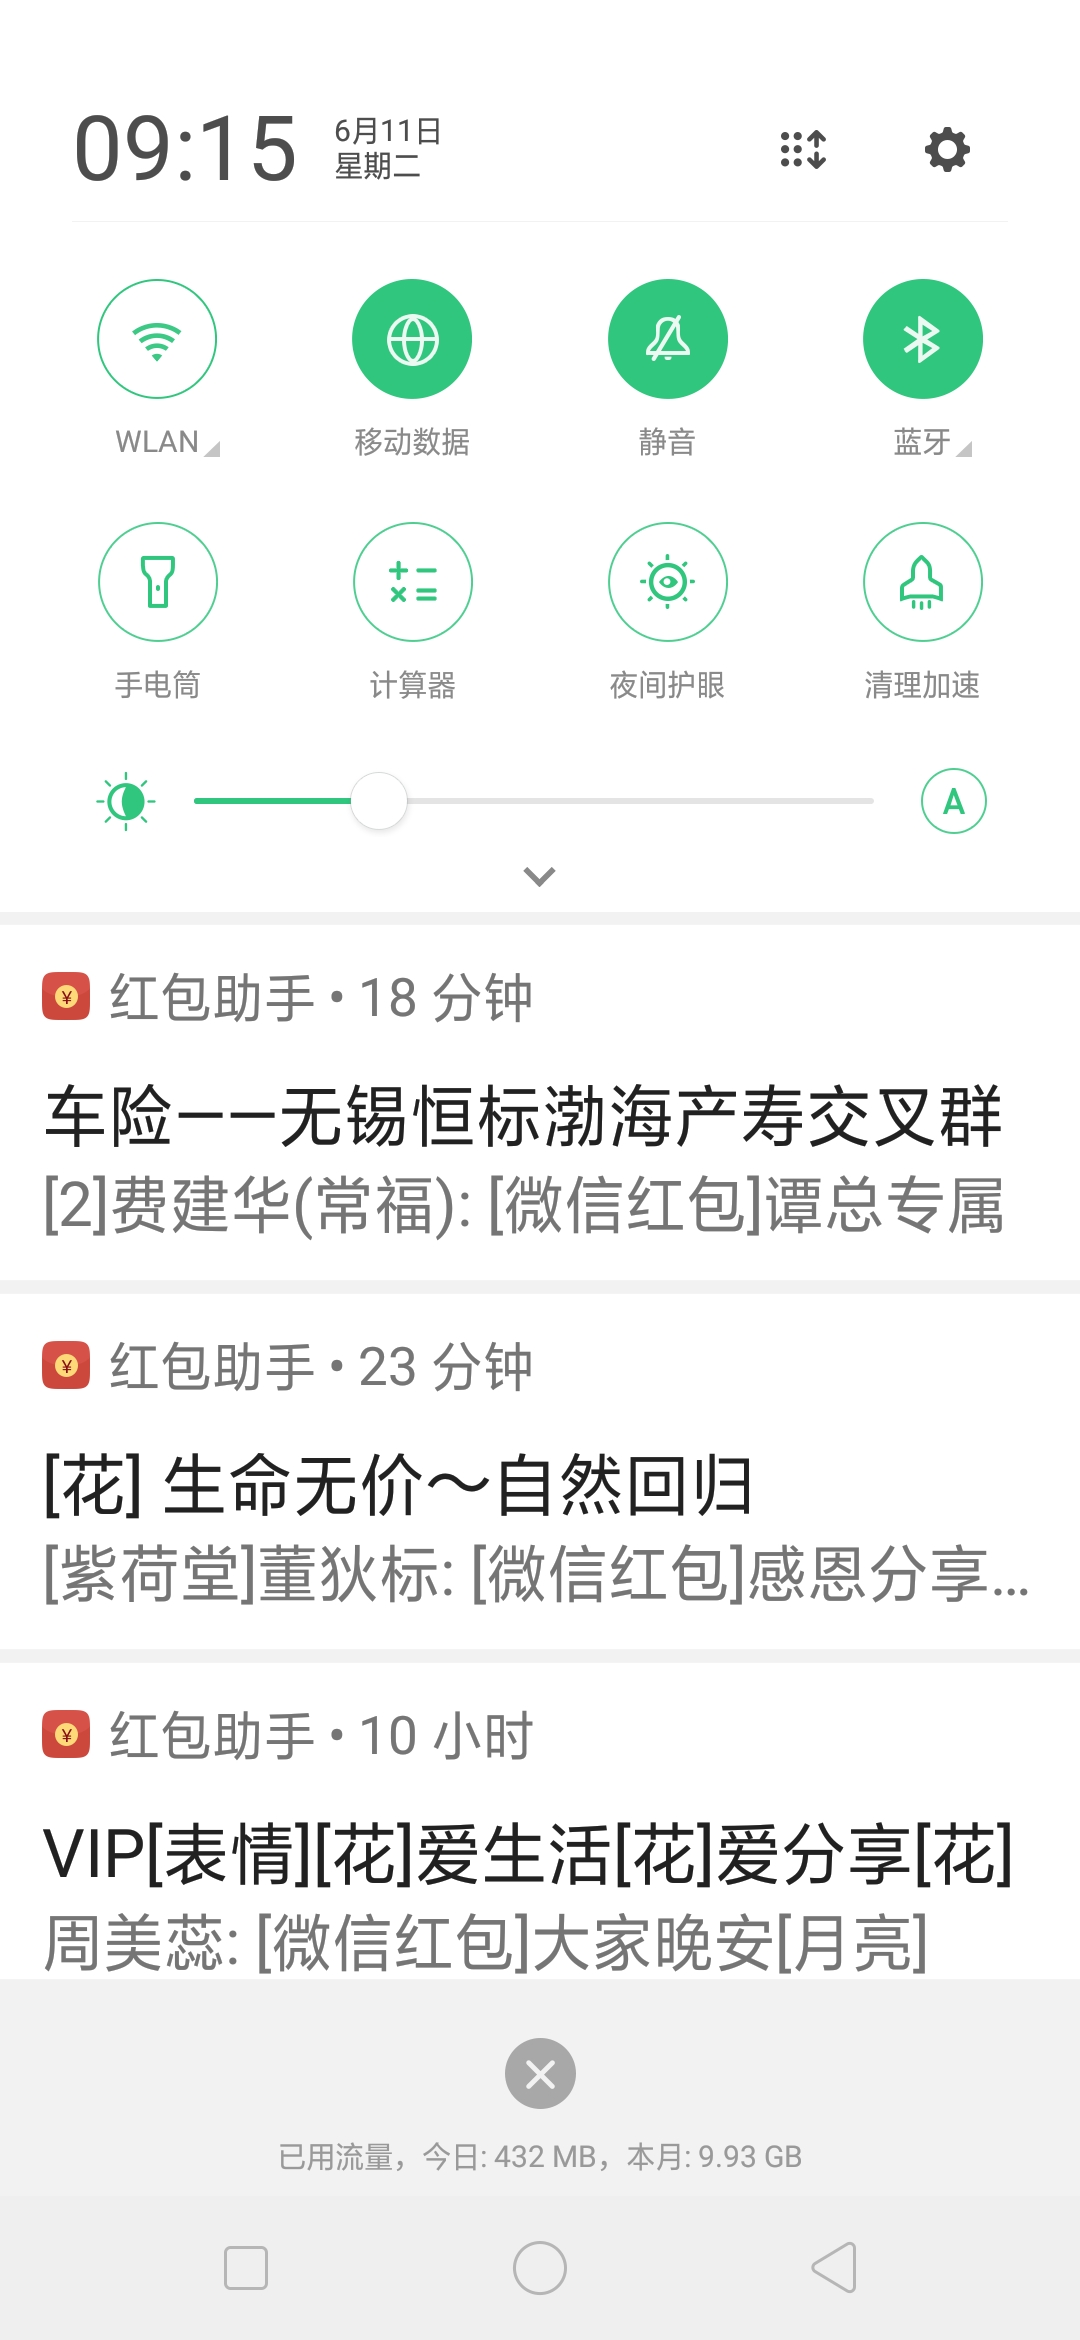 09:15
6月11日
星期二
WLAN
移动数据
静音
蓝牙
手电筒
计算器
夜间护眼
清理加速
A
红包助手 • 18 分钟
车险——无锡恒标渤海产寿交叉群
[2]费建华(常福): [微信红包]谭总专属
红包助手 • 23 分钟
[花] 生命无价～自然回归
[紫荷堂]董狄标: [微信红包]感恩分享...
红包助手 • 10 小时
VIP[表情][花]爱生活[花]爱分享[花]
周美蕊: [微信红包]大家晚安[月亮]
已用流量，今日: 432 MB，本月: 9.93 GB